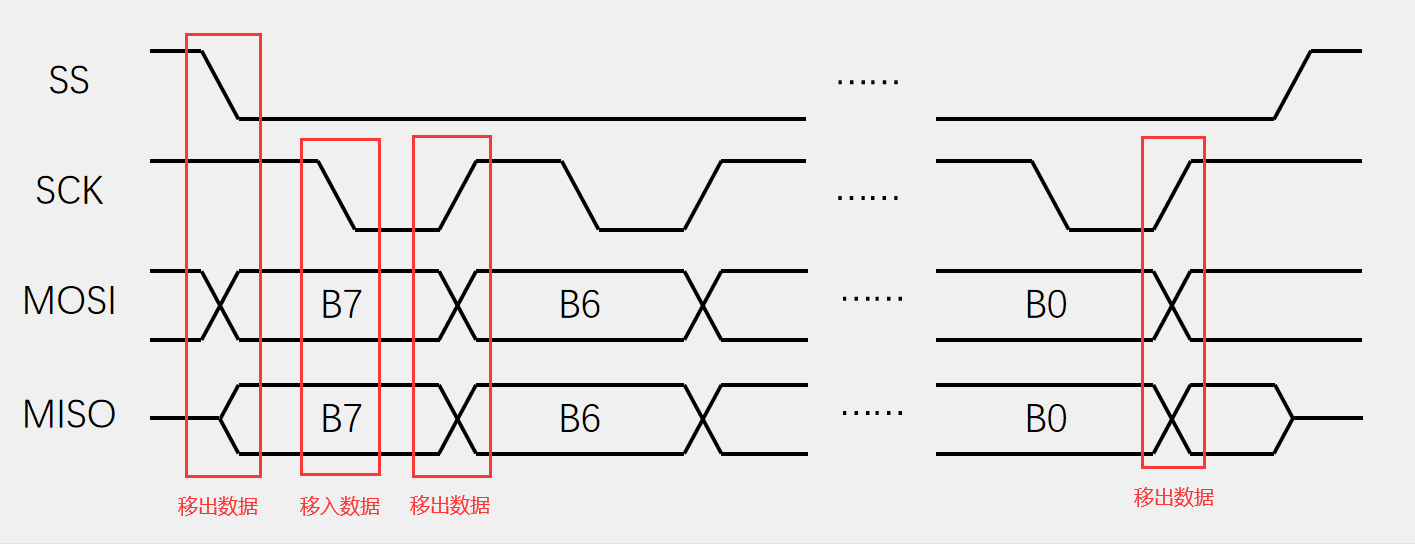 SS
……
SCK
……
MOSI B7 B6 …… B0
MISO B7 B6 …… B0
移出数据 移入数据 移出数据 移出数据